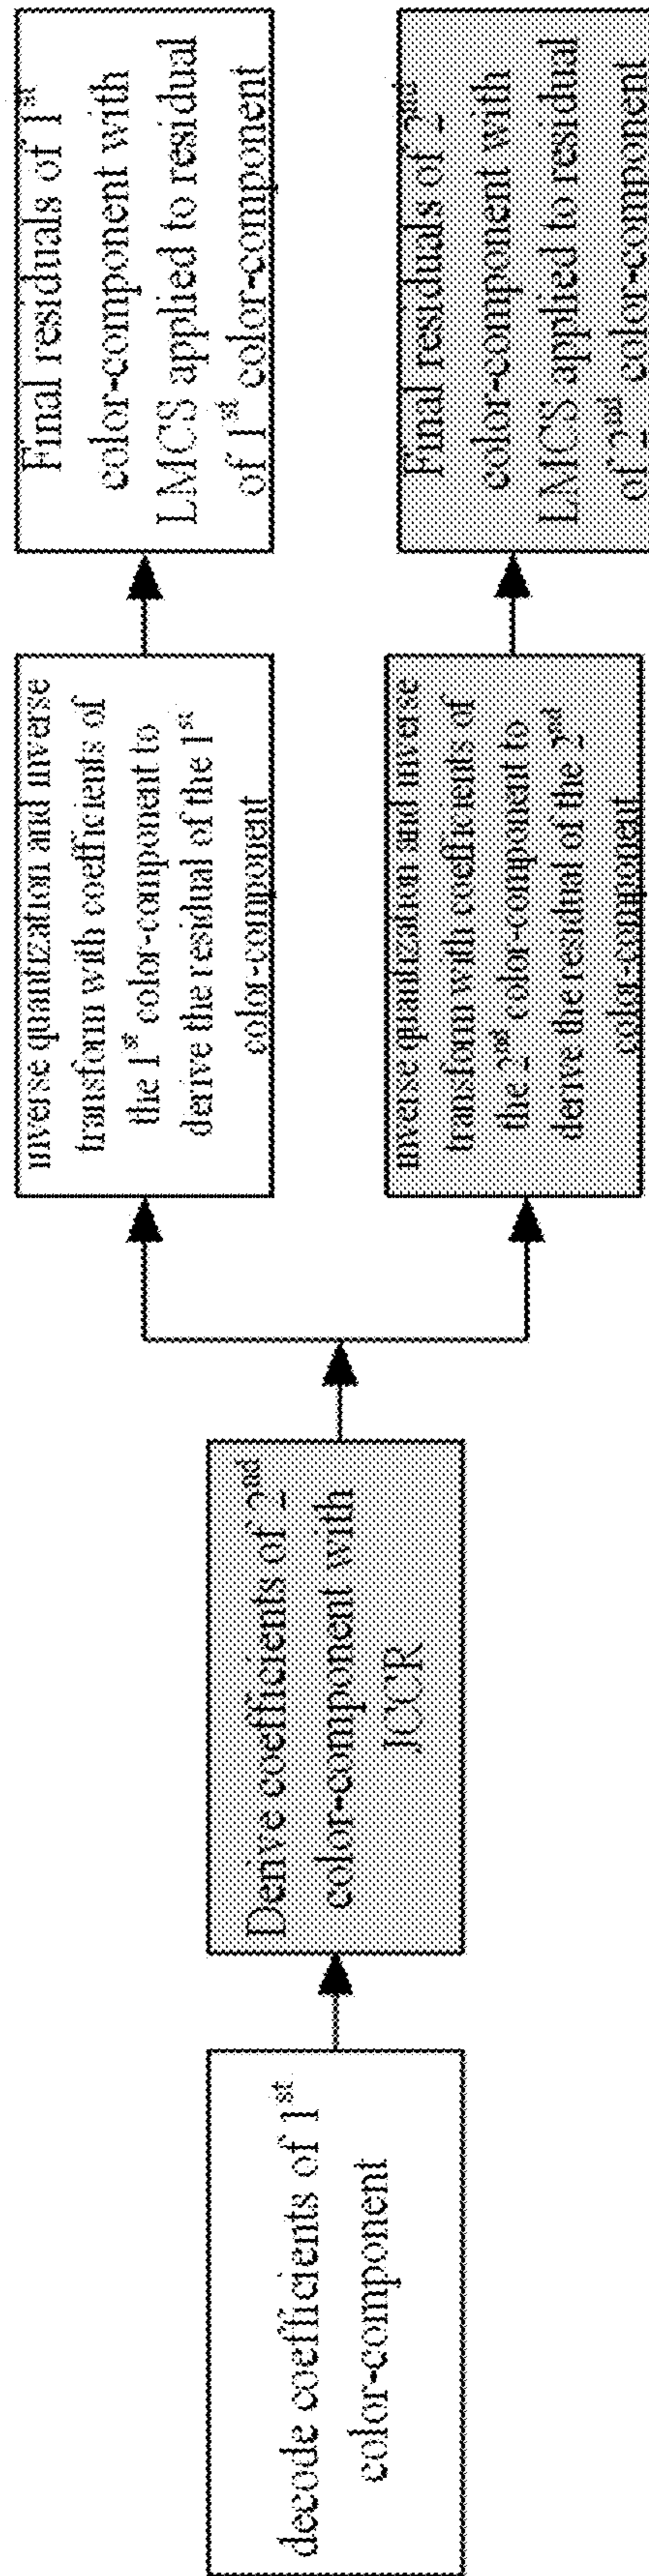 decode coefficients of 1st
color-component
Derive coefficients of 2nd
color-component with
JCCR
inverse quantization and inverse
transform with coefficients of
the 1st color-component to
derive the residual of the 1st
color-component
Final residuals of 1st
color-component with
LMCS applied to residual
of 1st color-component
inverse quantization and inverse
transform with coefficients of
the 2nd color-component to
derive the residual of the 2nd
color-component
Final residuals of 2nd
color-component with
LMCS applied to residual
of 2nd color-component